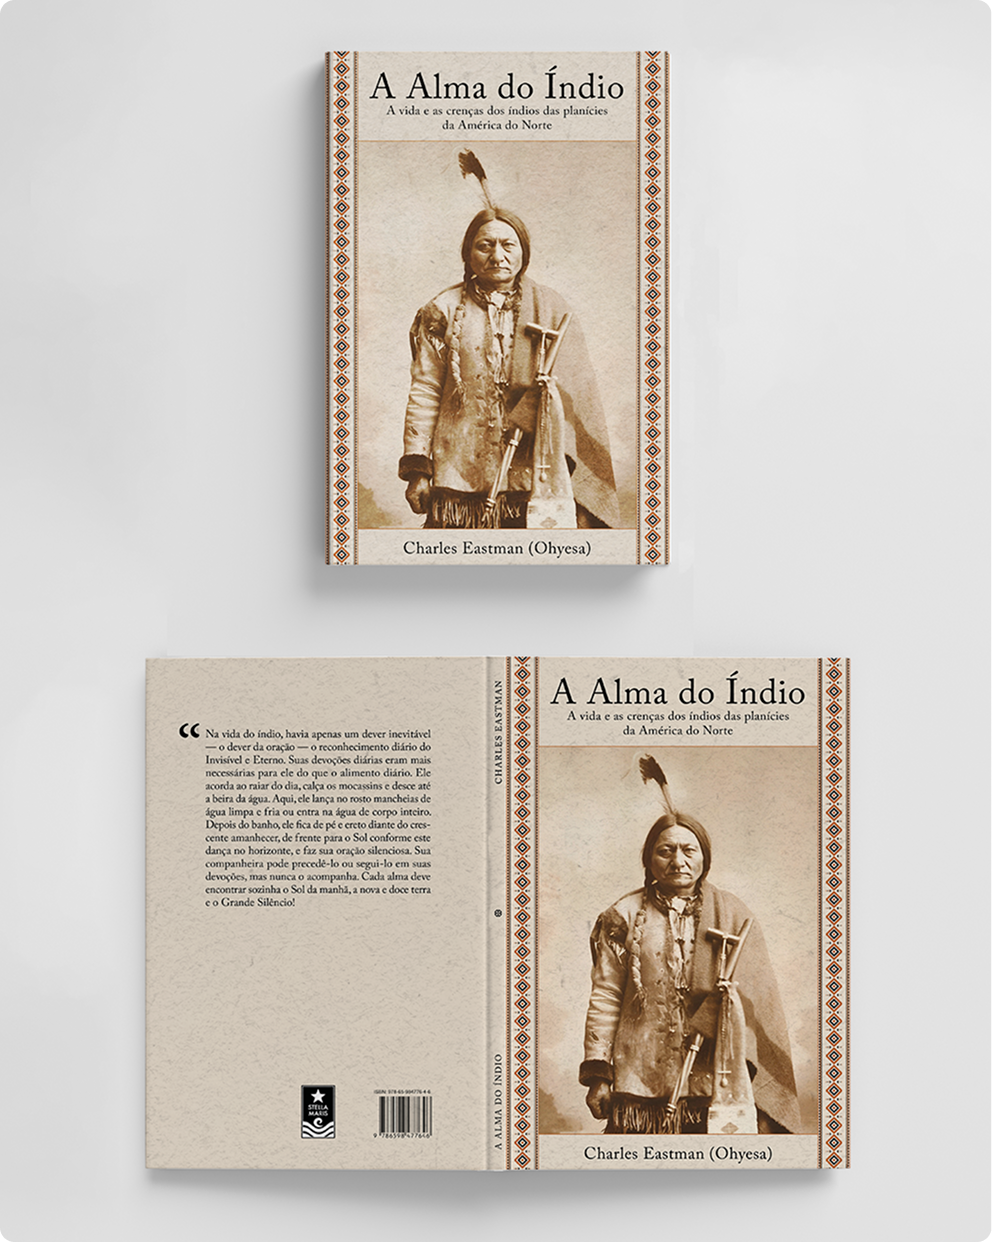 A Alma do Índio
A vida e as crenças dos índios das planícies
da América do Norte
Charles Eastman (Ohyesa)
“ Na vida do índio, havia apenas um dever inevitável
— o dever da oração — o reconhecimento diário do
Invisível e Eterno. Suas devoções diárias eram mais
necessárias para ele do que o alimento diário. Ele
acorda ao raiar do dia, calça os mocassins e desce até
a beira da água. Aqui, ele lança no rosto mancheias de
água limpa e fria ou entra na água de corpo inteiro.
Depois do banho, ele fica de pé e ereto diante do cres-
cente amanhecer, de frente para o Sol conforme este
dança no horizonte, e faz sua oração silenciosa. Sua
companheira pode precedê-lo ou segui-lo em suas
devoções, mas nunca o acompanha. Cada alma deve
encontrar sozinha o Sol da manhã, a nova e doce terra
e o Grande Silêncio!
STELLA
MARIS
CHARLES EASTMAN
A ALMA DO ÍNDIO
A Alma do Índio
A vida e as crenças dos índios das planícies
da América do Norte
Charles Eastman (Ohyesa)